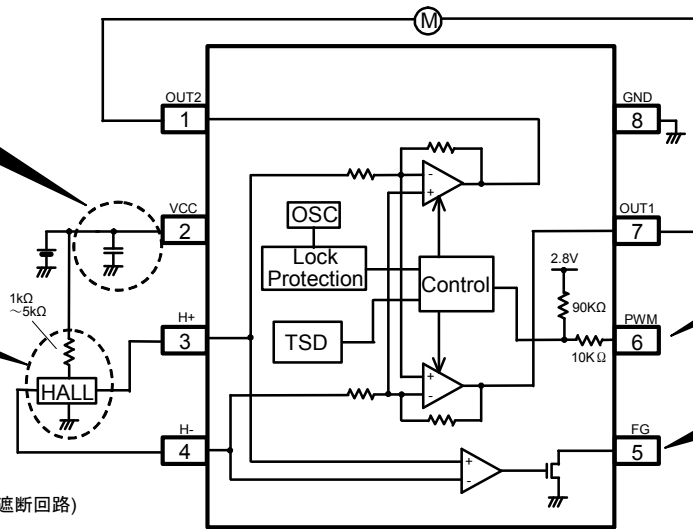 M
OUT2
1
GND
8
VCC
2
OUT1
7
OSC
Lock
Protection
Control
TSD
2.8V
90KΩ
10KΩ
PWM
6
1kΩ
~5kΩ
H+
3
HALL
H-
4
FG
5
-
+
+
-
+
-
遮断回路)